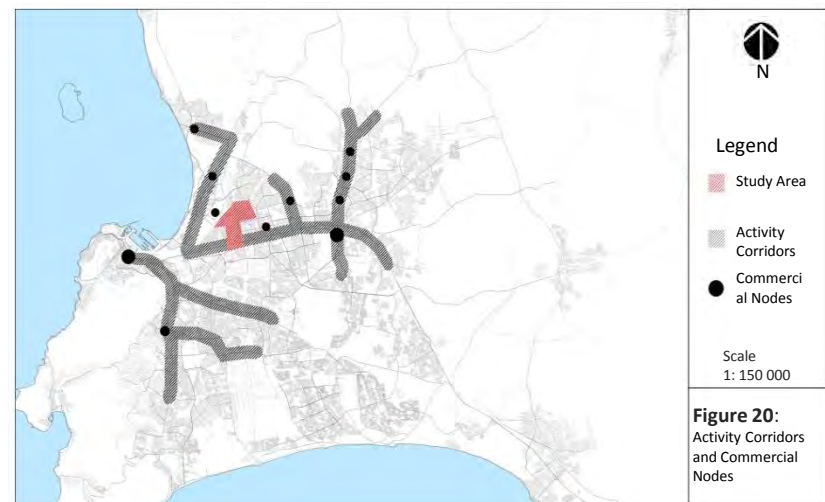 N
Legend
Study Area
Activity
Corridors
Commerci
al Nodes
Scale
1: 150 000
Figure 20:
Activity Corridors
and Commercial
Nodes